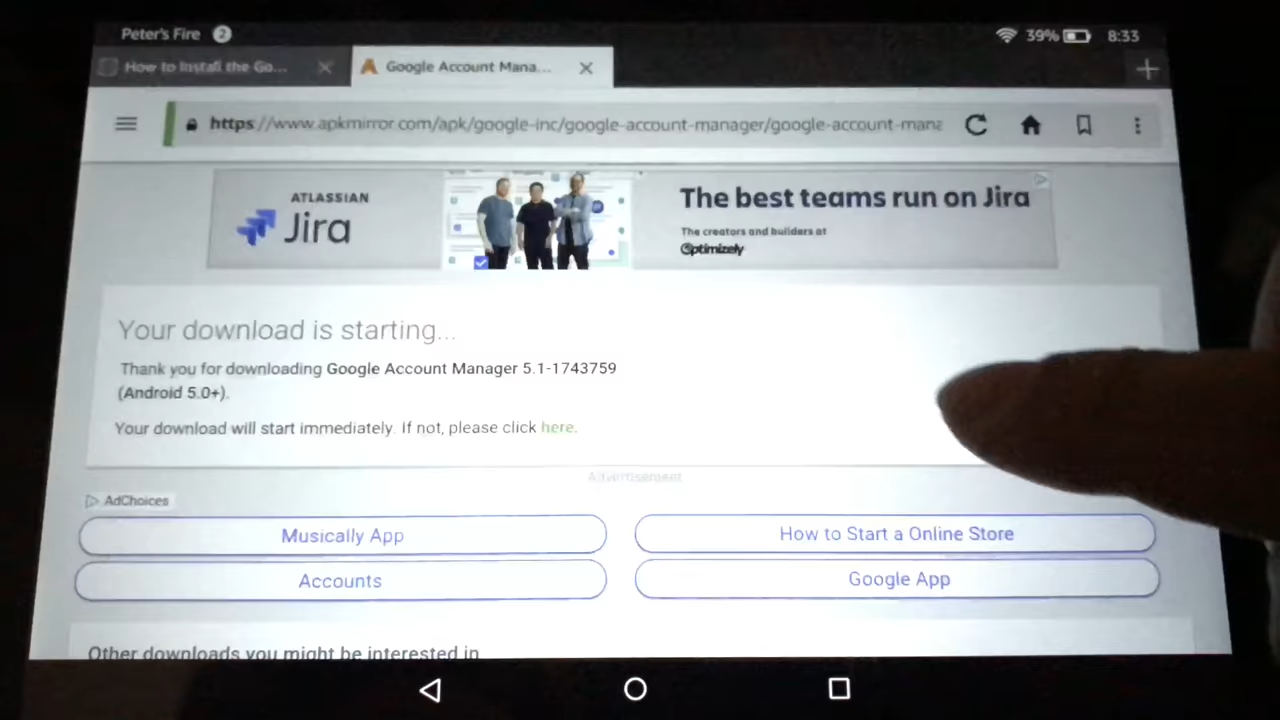 Peter's Fire 2 39% 8:33
How to Install the Go... Google Account Mana...
https://www.apkmirror.com/apk/google-inc/google-account-manager/google-account-mana
ATLASSIAN
Jira
The best teams run on Jira
The creators and builders at
Optimizely
Your download is starting...
Thank you for downloading Google Account Manager 5.1-1743759
(Android 5.0+).
Your download will start immediately. If not, please click here.
Advertisement
AdChoices
Musically App How to Start a Online Store
Accounts Google App
Other downloads you might be interested in